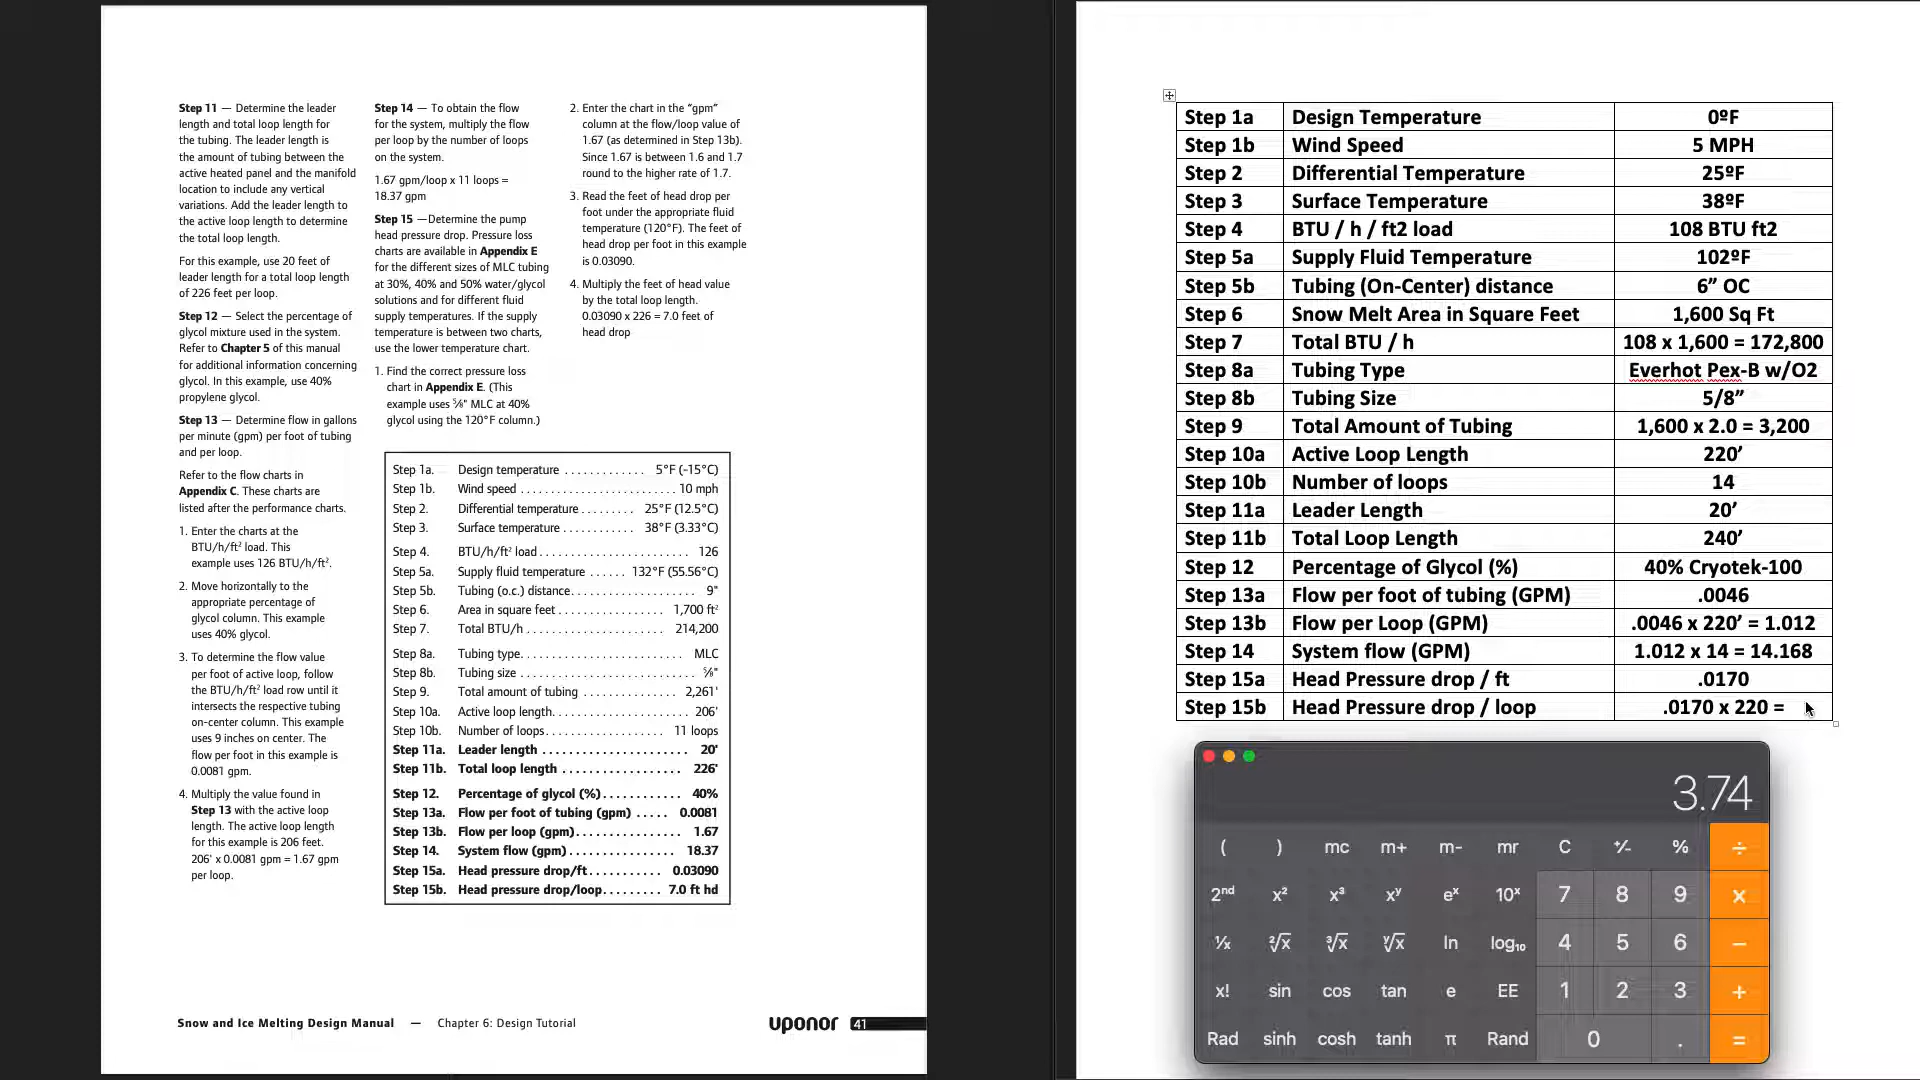 Step 11 — Determine the leader
length and total loop length for
the tubing. The leader length is
the amount of tubing between the
active heated panel and the manifold
location to include any vertical
variations. Add the leader length to
the active loop length to determine
the total loop length.
For this example, use 20 feet of
leader length for a total loop length
of 226 feet per loop.
Step 12 — Select the percentage of
glycol mixture used in the system.
Refer to Chapter 5 of this manual
for additional information concerning
glycol. In this example, use 40%
propylene glycol.
Step 13 — Determine flow in gallons
per minute (gpm) per foot of tubing
and per loop.
Refer to the flow charts in
Appendix C. These charts are
listed after the performance charts.
1. Enter the charts at the
BTU/h/ft² load. This
example uses 126 BTU/h/ft².
2. Move horizontally to the
appropriate percentage of
glycol column. This example
uses 40% glycol.
3. To determine the flow value
per foot of active loop, follow
the BTU/h/ft² load row until it
intersects the respective tubing
on-center column. This example
uses 9 inches on center. The
flow per foot in this example is
0.0081 gpm.
4. Multiply the value found in
Step 13 with the active loop
length. The active loop length
for this example is 206 feet.
206' x 0.0081 gpm = 1.67 gpm
per loop.
Step 14 — To obtain the flow
for the system, multiply the flow
per loop by the number of loops
on the system.
1.67 gpm/loop x 11 loops =
18.37 gpm
Step 15 —Determine the pump
head pressure drop. Pressure loss
charts are available in Appendix E
for the different sizes of MLC tubing
at 30%, 40% and 50% water/glycol
solutions and for different fluid
supply temperatures. If the supply
temperature is between two charts,
use the lower temperature chart.
1. Find the correct pressure loss
chart in Appendix E. (This
example uses ⅝" MLC at 40%
glycol using the 120°F column.)
2. Enter the chart in the “gpm”
column at the flow/loop value of
1.67 (as determined in Step 13b).
Since 1.67 is between 1.6 and 1.7
round to the higher rate of 1.7.
3. Read the feet of head drop per
foot under the appropriate fluid
temperature (120°F). The feet of
head drop per foot in this example
is 0.03090.
4. Multiply the feet of head value
by the total loop length.
0.03090 x 226 = 7.0 feet of
head drop
Step 1a. Design temperature . . . . . . . . . . . . . 5°F (-15°C)
Step 1b. Wind speed . . . . . . . . . . . . . . . . . . . . . . . . . 10 mph
Step 2. Differential temperature . . . . . . . . . 25°F (12.5°C)
Step 3. Surface temperature . . . . . . . . . . . . 38°F (3.33°C)
Step 4. BTU/h/ft² load . . . . . . . . . . . . . . . . . . . . . . . . 126
Step 5a. Supply fluid temperature . . . . . . 132°F (55.56°C)
Step 5b. Tubing (o.c.) distance. . . . . . . . . . . . . . . . . . . . 9"
Step 6. Area in square feet . . . . . . . . . . . . . . . . . 1,700 ft²
Step 7. Total BTU/h . . . . . . . . . . . . . . . . . . . . . . 214,200
Step 8a. Tubing type. . . . . . . . . . . . . . . . . . . . . . . . . MLC
Step 8b. Tubing size . . . . . . . . . . . . . . . . . . . . . . . . . . ⅝"
Step 9. Total amount of tubing . . . . . . . . . . . . . 2,261'
Step 10a. Active loop length. . . . . . . . . . . . . . . . . . . . 206'
Step 10b. Number of loops. . . . . . . . . . . . . . . . . . 11 loops
Step 11a. Leader length . . . . . . . . . . . . . . . . . . . . . . 20'
Step 11b. Total loop length . . . . . . . . . . . . . . . . . . 226'
Step 12. Percentage of glycol (%). . . . . . . . . . . . 40%
Step 13a. Flow per foot of tubing (gpm) . . . . . 0.0081
Step 13b. Flow per loop (gpm). . . . . . . . . . . . . . . . 1.67
Step 14. System flow (gpm) . . . . . . . . . . . . . . . . 18.37
Step 15a. Head pressure drop/ft . . . . . . . . . . . 0.03090
Step 15b. Head pressure drop/loop. . . . . . . . . 7.0 ft hd
Snow and Ice Melting Design Manual — Chapter 6: Design Tutorial
uponor 41
Step 1a Design Temperature 0ºF
Step 1b Wind Speed 5 MPH
Step 2 Differential Temperature 25ºF
Step 3 Surface Temperature 38ºF
Step 4 BTU / h / ft2 load 108 BTU ft2
Step 5a Supply Fluid Temperature 102ºF
Step 5b Tubing (On-Center) distance 6” OC
Step 6 Snow Melt Area in Square Feet 1,600 Sq Ft
Step 7 Total BTU / h 108 x 1,600 = 172,800
Step 8a Tubing Type Everhot Pex-B w/O2
Step 8b Tubing Size 5/8”
Step 9 Total Amount of Tubing 1,600 x 2.0 = 3,200
Step 10a Active Loop Length 220’
Step 10b Number of loops 14
Step 11a Leader Length 20’
Step 11b Total Loop Length 240’
Step 12 Percentage of Glycol (%) 40% Cryotek-100
Step 13a Flow per foot of tubing (GPM) .0046
Step 13b Flow per Loop (GPM) .0046 x 220’ = 1.012
Step 14 System flow (GPM) 1.012 x 14 = 14.168
Step 15a Head Pressure drop / ft .0170
Step 15b Head Pressure drop / loop .0170 x 220 =
3.74
( ) mc m+ m- mr C ⁺∕₋ % ÷
2ⁿᵈ x² x³ xʸ eˣ 10ˣ 7 8 9 ×
¹∕ₓ ²√x ³√x ʸ√x ln log₁₀ 4 5 6 −
x! sin cos tan e EE 1 2 3 +
Rad sinh cosh tanh π Rand 0 . =